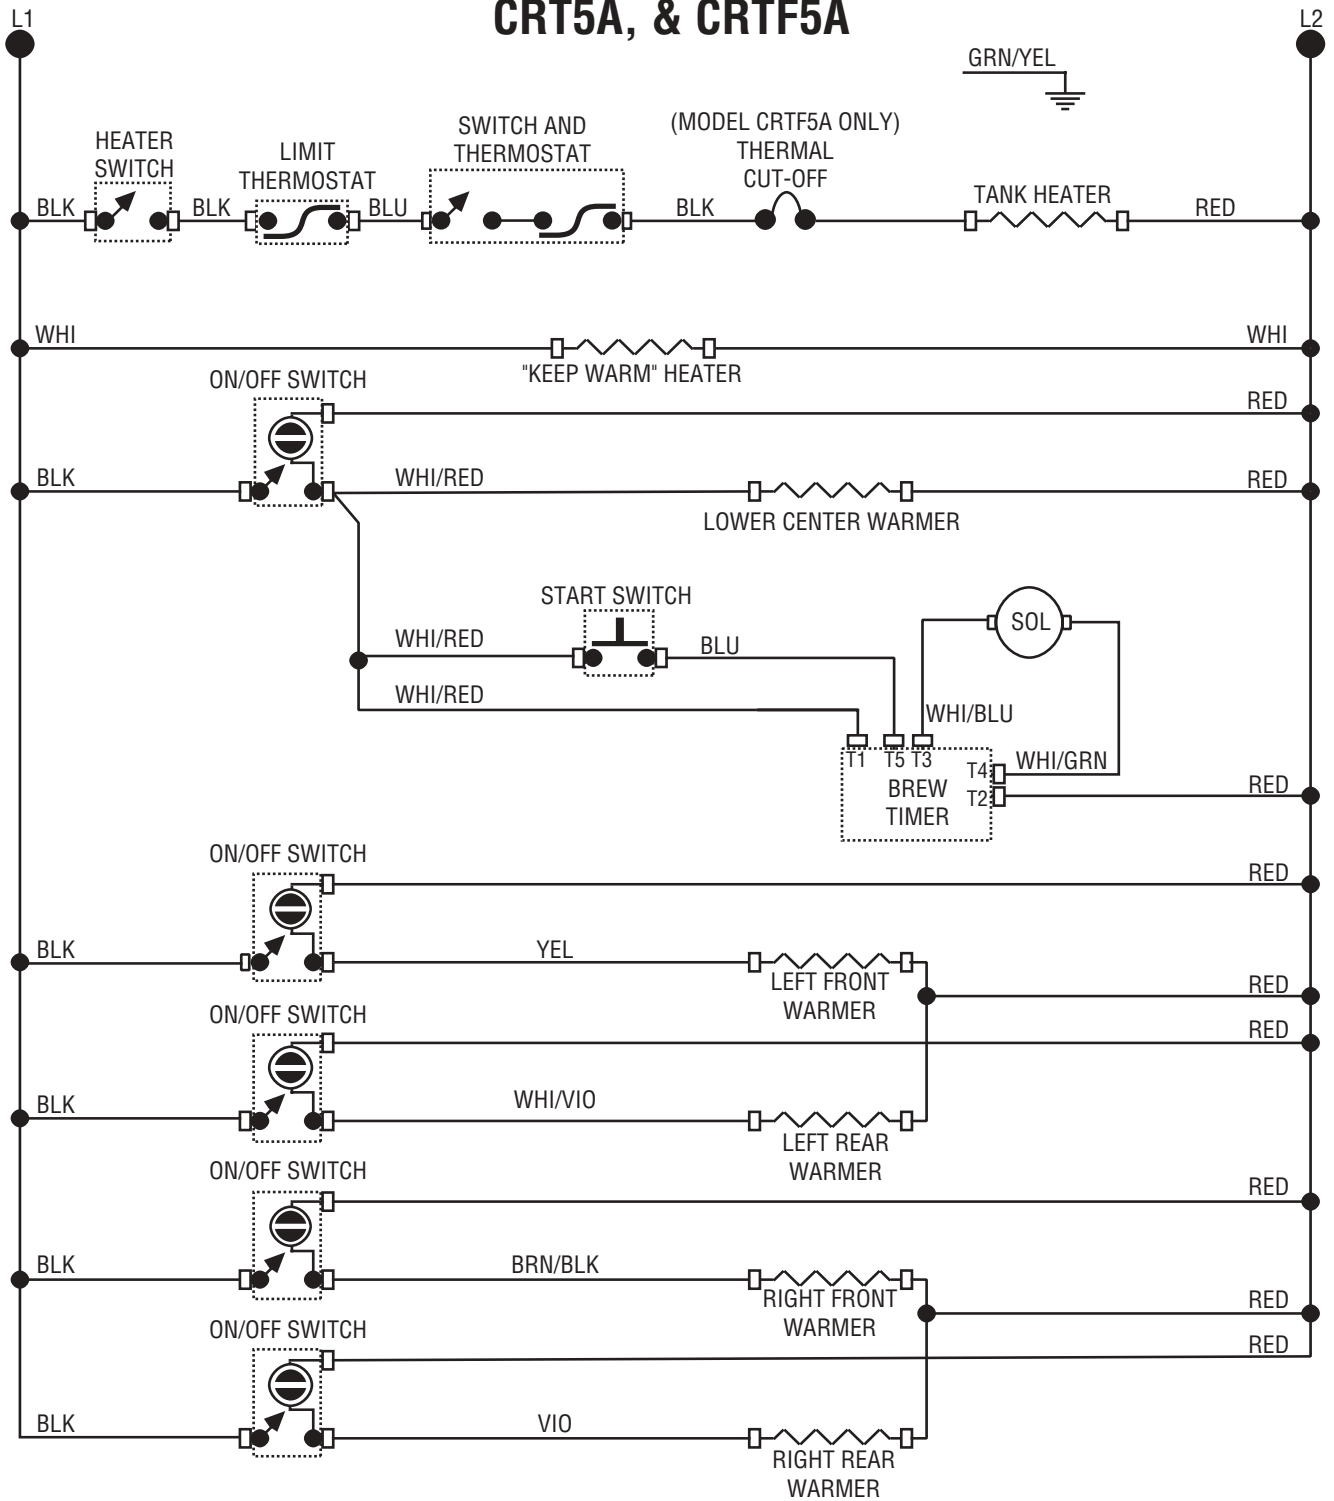 CRT5A, & CRTF5A
L1
L2
GRN/YEL
HEATER
SWITCH
LIMIT
THERMOSTAT
SWITCH AND
THERMOSTAT
(MODEL CRTF5A ONLY)
THERMAL
CUT-OFF
TANK HEATER
BLK
BLK
BLU
BLK
RED
WHI
"KEEP WARM" HEATER
WHI
ON/OFF SWITCH
RED
BLK
WHI/RED
LOWER CENTER WARMER
RED
START SWITCH
WHI/RED
BLU
SOL
WHI/RED
WHI/BLU
T1
T5
T3
WHI/GRN
T4
BREW
TIMER
T2
RED
ON/OFF SWITCH
RED
BLK
YEL
LEFT FRONT
WARMER
RED
ON/OFF SWITCH
RED
BLK
WHI/VIO
LEFT REAR
WARMER
ON/OFF SWITCH
RED
BLK
BRN/BLK
RIGHT FRONT
WARMER
RED
ON/OFF SWITCH
RED
BLK
VIO
RIGHT REAR
WARMER